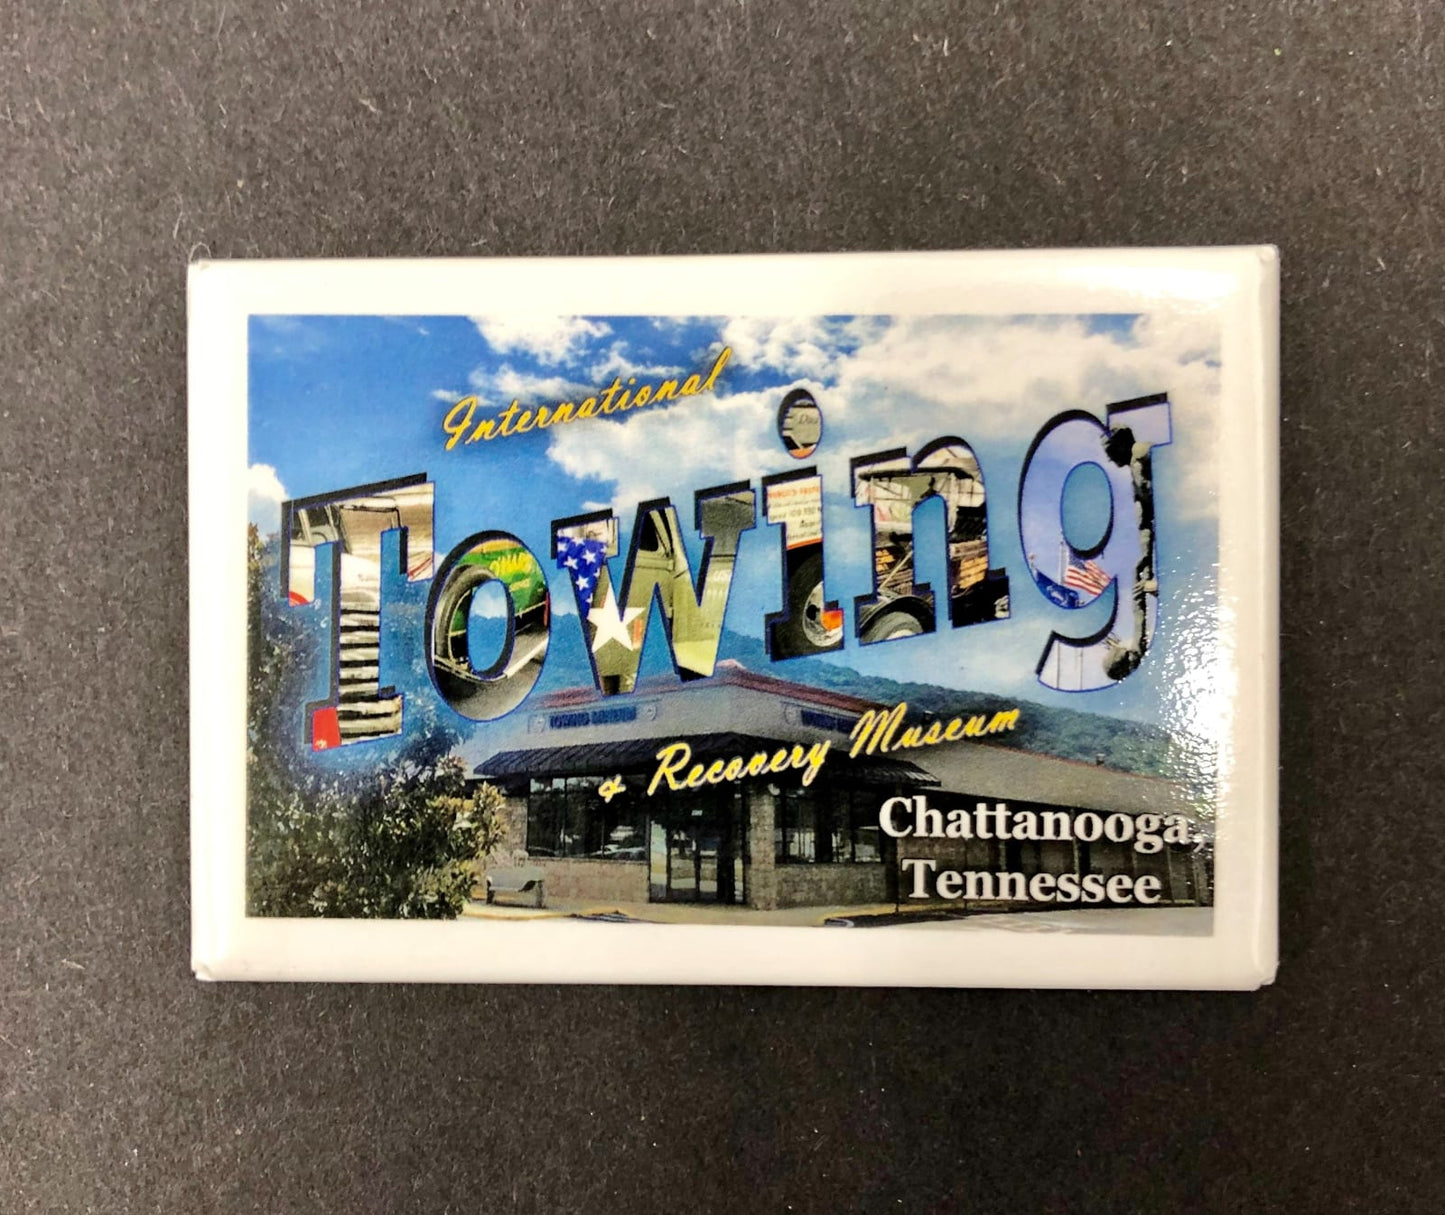 International
Towing
& Recovery Museum
Chattanooga,
Tennessee